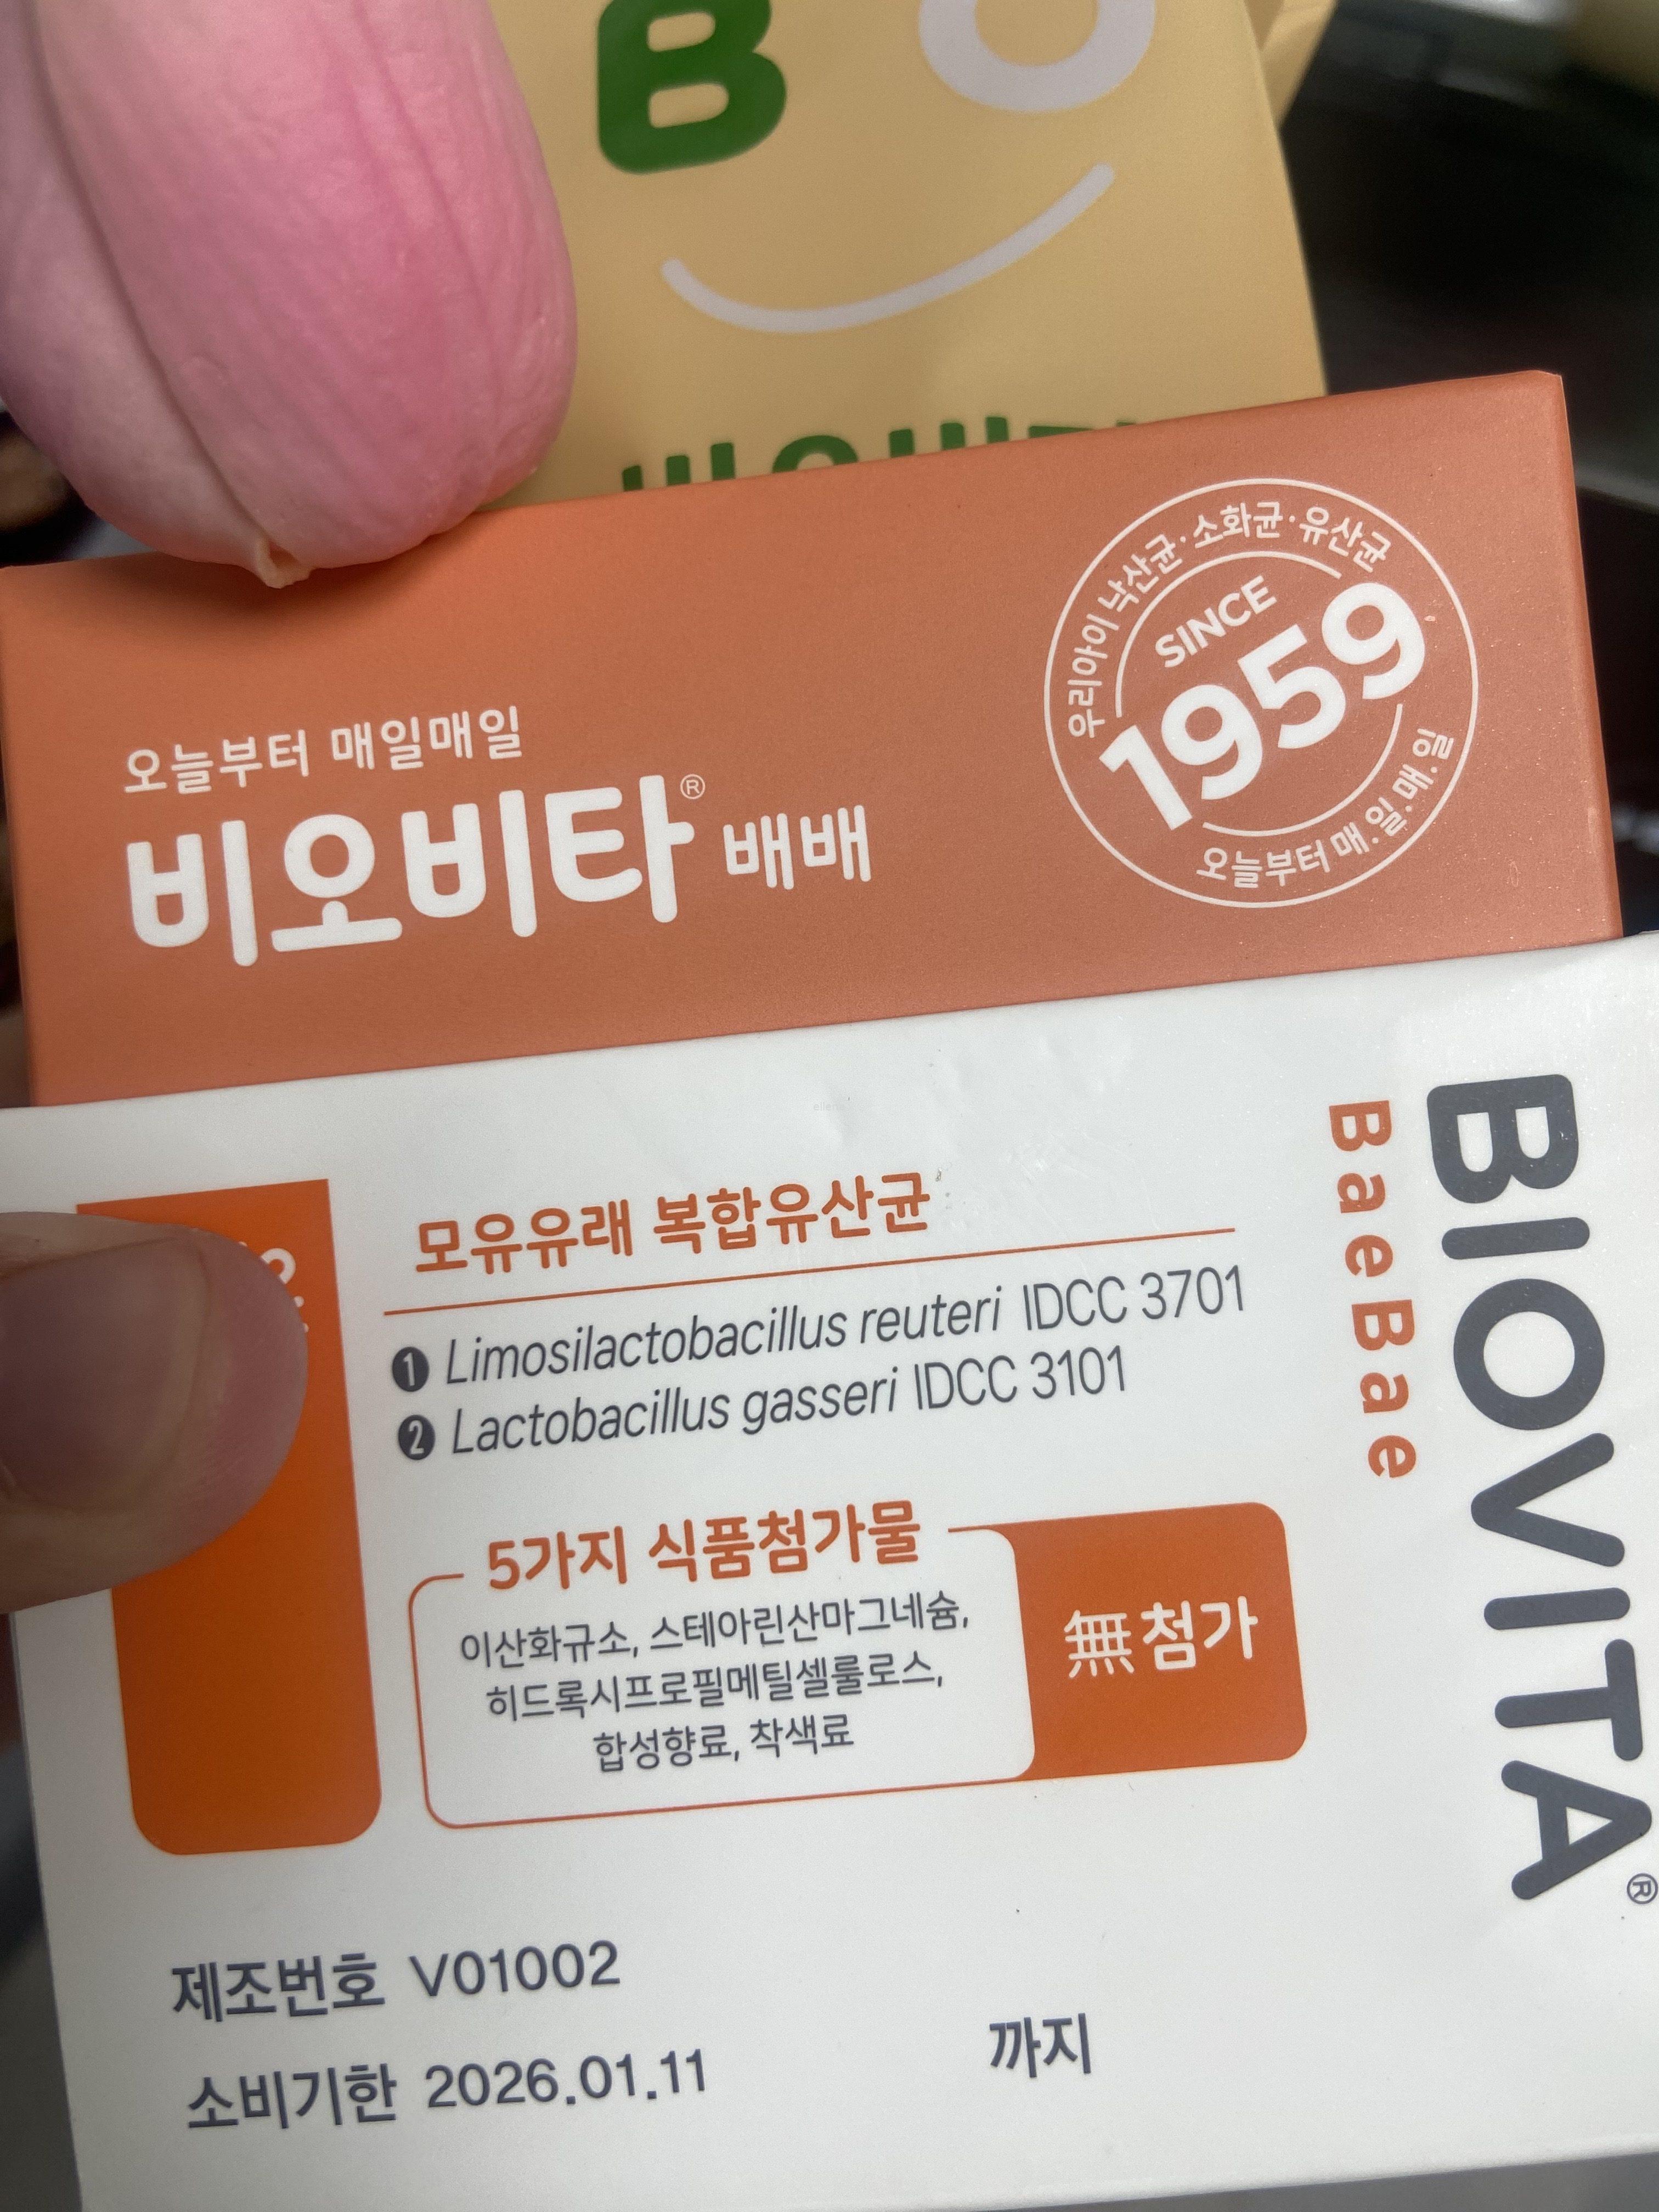 B
우리아이 낙산균·소화균·유산균
SINCE
1959
오늘부터 매.일.매.일
오늘부터 매일매일
비오비타® 배배
BIOVITA®
BaeBae
모유유래 복합유산균
❶ Limosilactobacillus reuteri IDCC 3701
❷ Lactobacillus gasseri IDCC 3101
5가지 식품첨가물
이산화규소, 스테아린산마그네슘,
히드록시프로필메틸셀룰로스,
합성향료, 착색료
無첨가
제조번호 V01002
소비기한 2026.01.11 까지